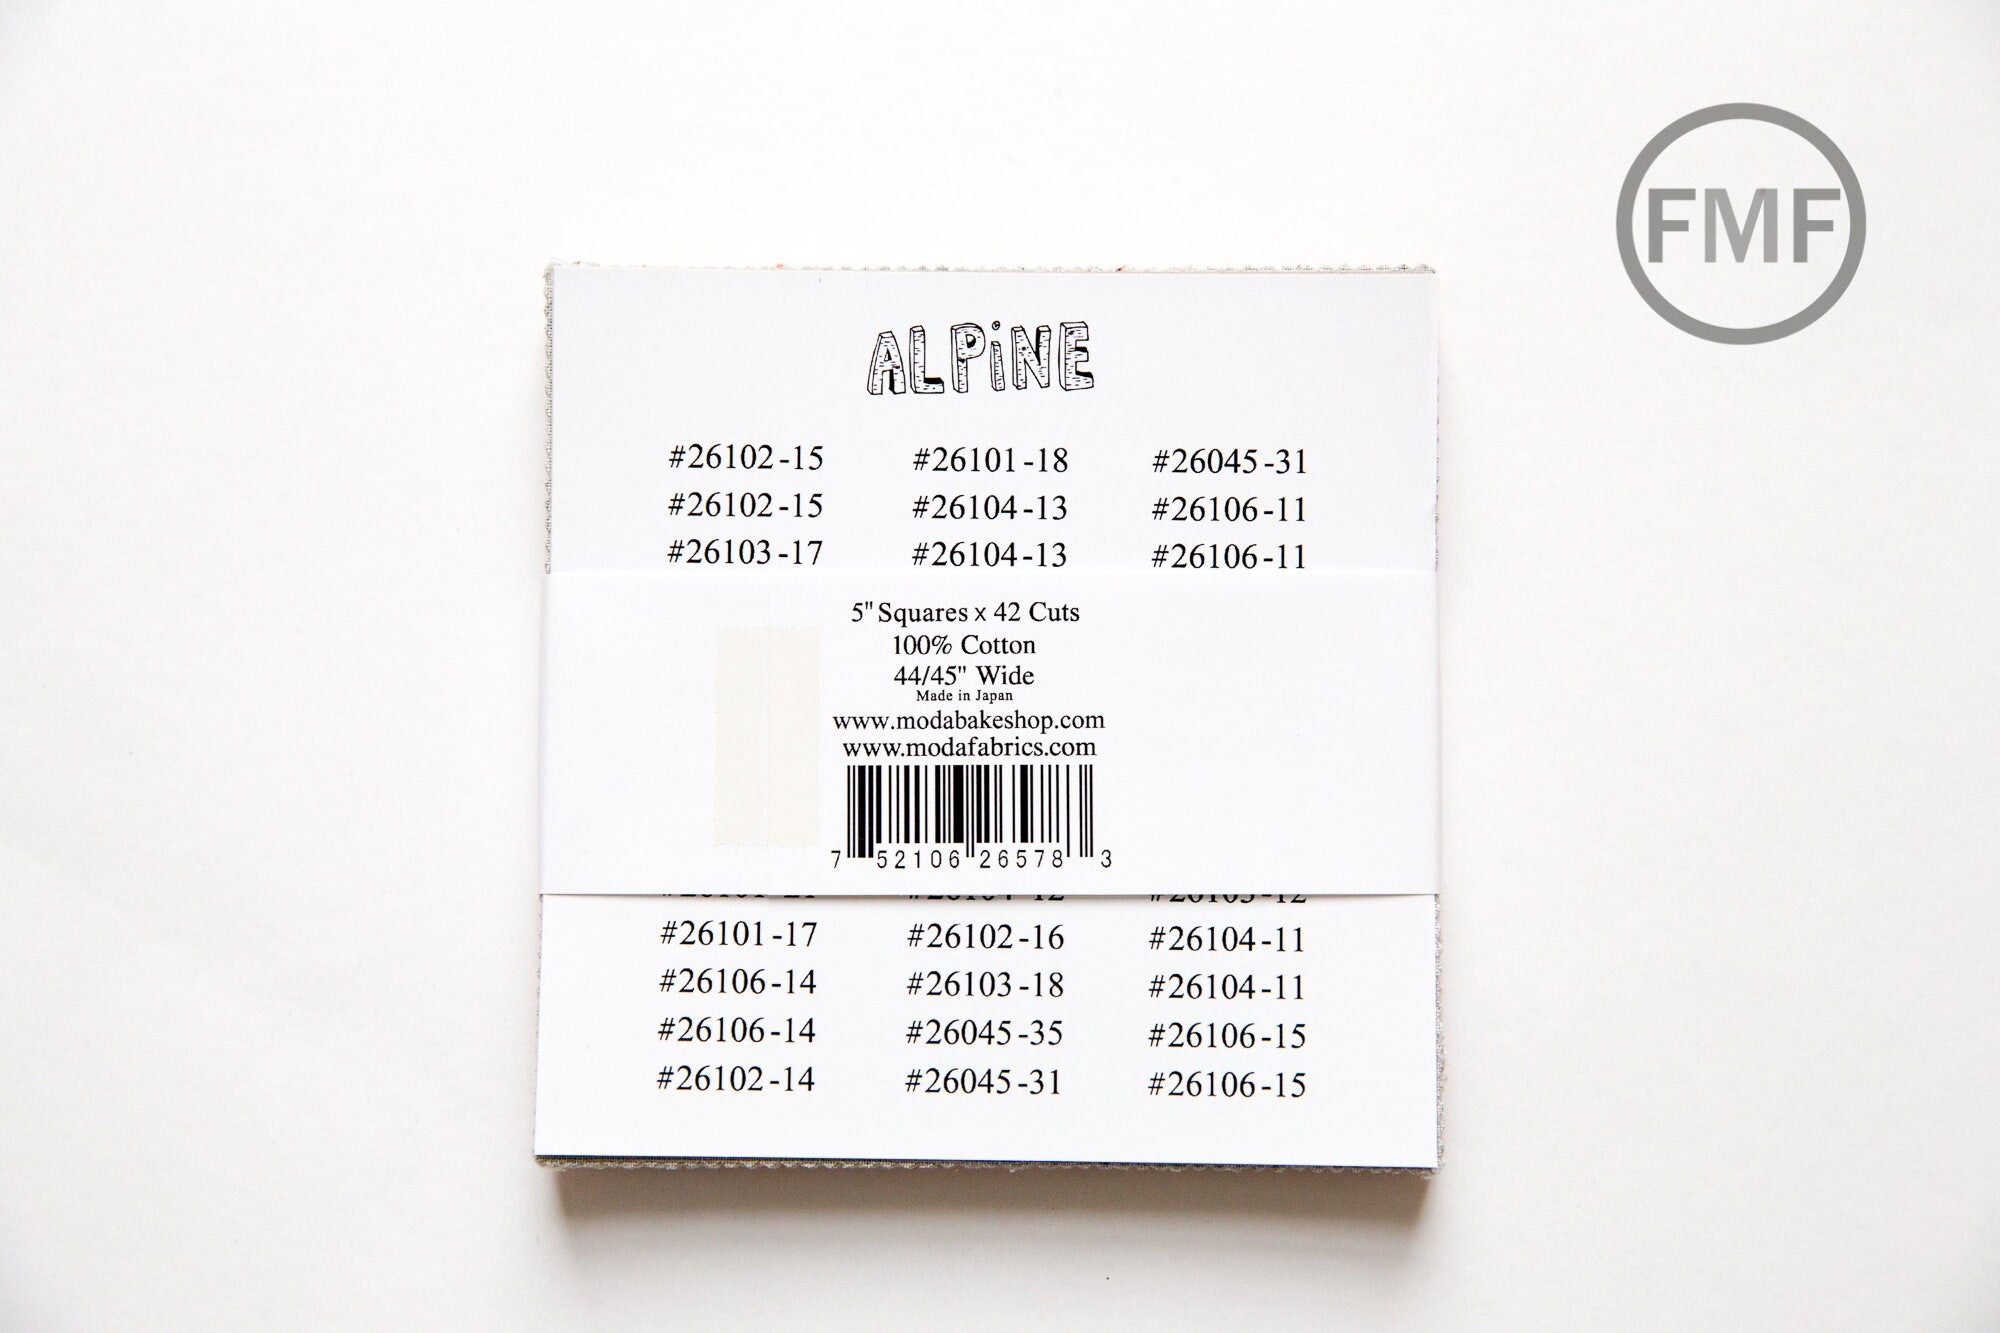 FMF
ALPiNE
#26102-15 #26101-18 #26045-31
#26102-15 #26104-13 #26106-11
#26103-17 #26104-13 #26106-11
5" Squares x 42 Cuts
100% Cotton
44/45" Wide
Made in Japan
www.modabakeshop.com
www.modafabrics.com
7 52106 26578 3
#26101-17 #26102-16 #26104-11
#26106-14 #26103-18 #26104-11
#26106-14 #26045-35 #26106-15
#26102-14 #26045-31 #26106-15